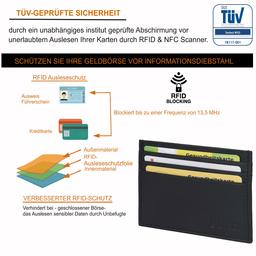 TÜV-GEPRÜFTE SICHERHEIT
durch ein unabhängiges institut geprüfte Abschirmung vor
unerlaubtem Auslesen Ihrer Karten durch RFID & NFC Scanner.
TÜV
SCHÜTZEN SIE IHRE GELDBÖRSE VOR INFORMATIONSDIEBSTAHL
RFID Ausleseschutz
Ausweis
Führerschein
Kreditkarte
RFID
BLOCKING
Blockiert bis zu einer Frequenz von 13,5 MHz
Außenmaterial
RFID-
Ausleseschutzfolie
Innenmaterial
VERBESSERTER RFID-SCHUTZ
Verhindert bei - geschlossener Börse-
das Auslesen sensibler Daten durch Unbefugte